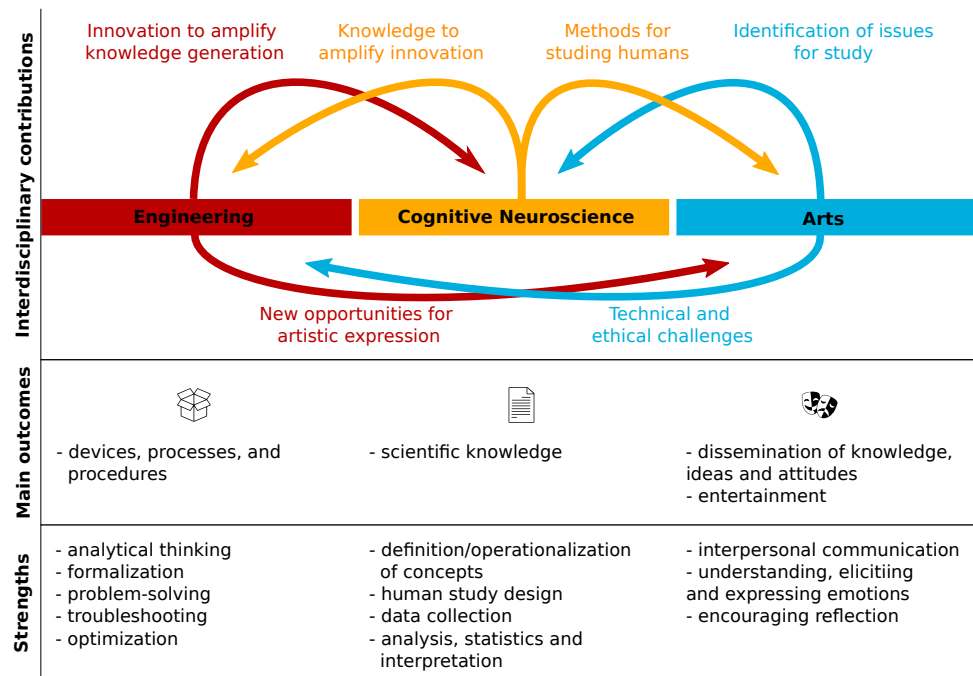 Innovation to amplify
knowledge generation
Knowledge to
amplify innovation
Methods for
studing humans
Identification of issues
for study
Interdisciplinary contributions
Engineering
Cognitive Neuroscience
Arts
New opportunities for
artistic expression
Technical and
ethical challenges
Main outcomes
- devices, processes, and
procedures
- scientific knowledge
- dissemination of knowledge,
ideas and attitudes
- entertainment
Strengths
- analytical thinking
- formalization
- problem-solving
- troubleshooting
- optimization
- definition/operationalization
of concepts
- human study design
- data collection
- analysis, statistics and
interpretation
- interpersonal communication
- understanding, elicitiing
and expressing emotions
- encouraging reflection